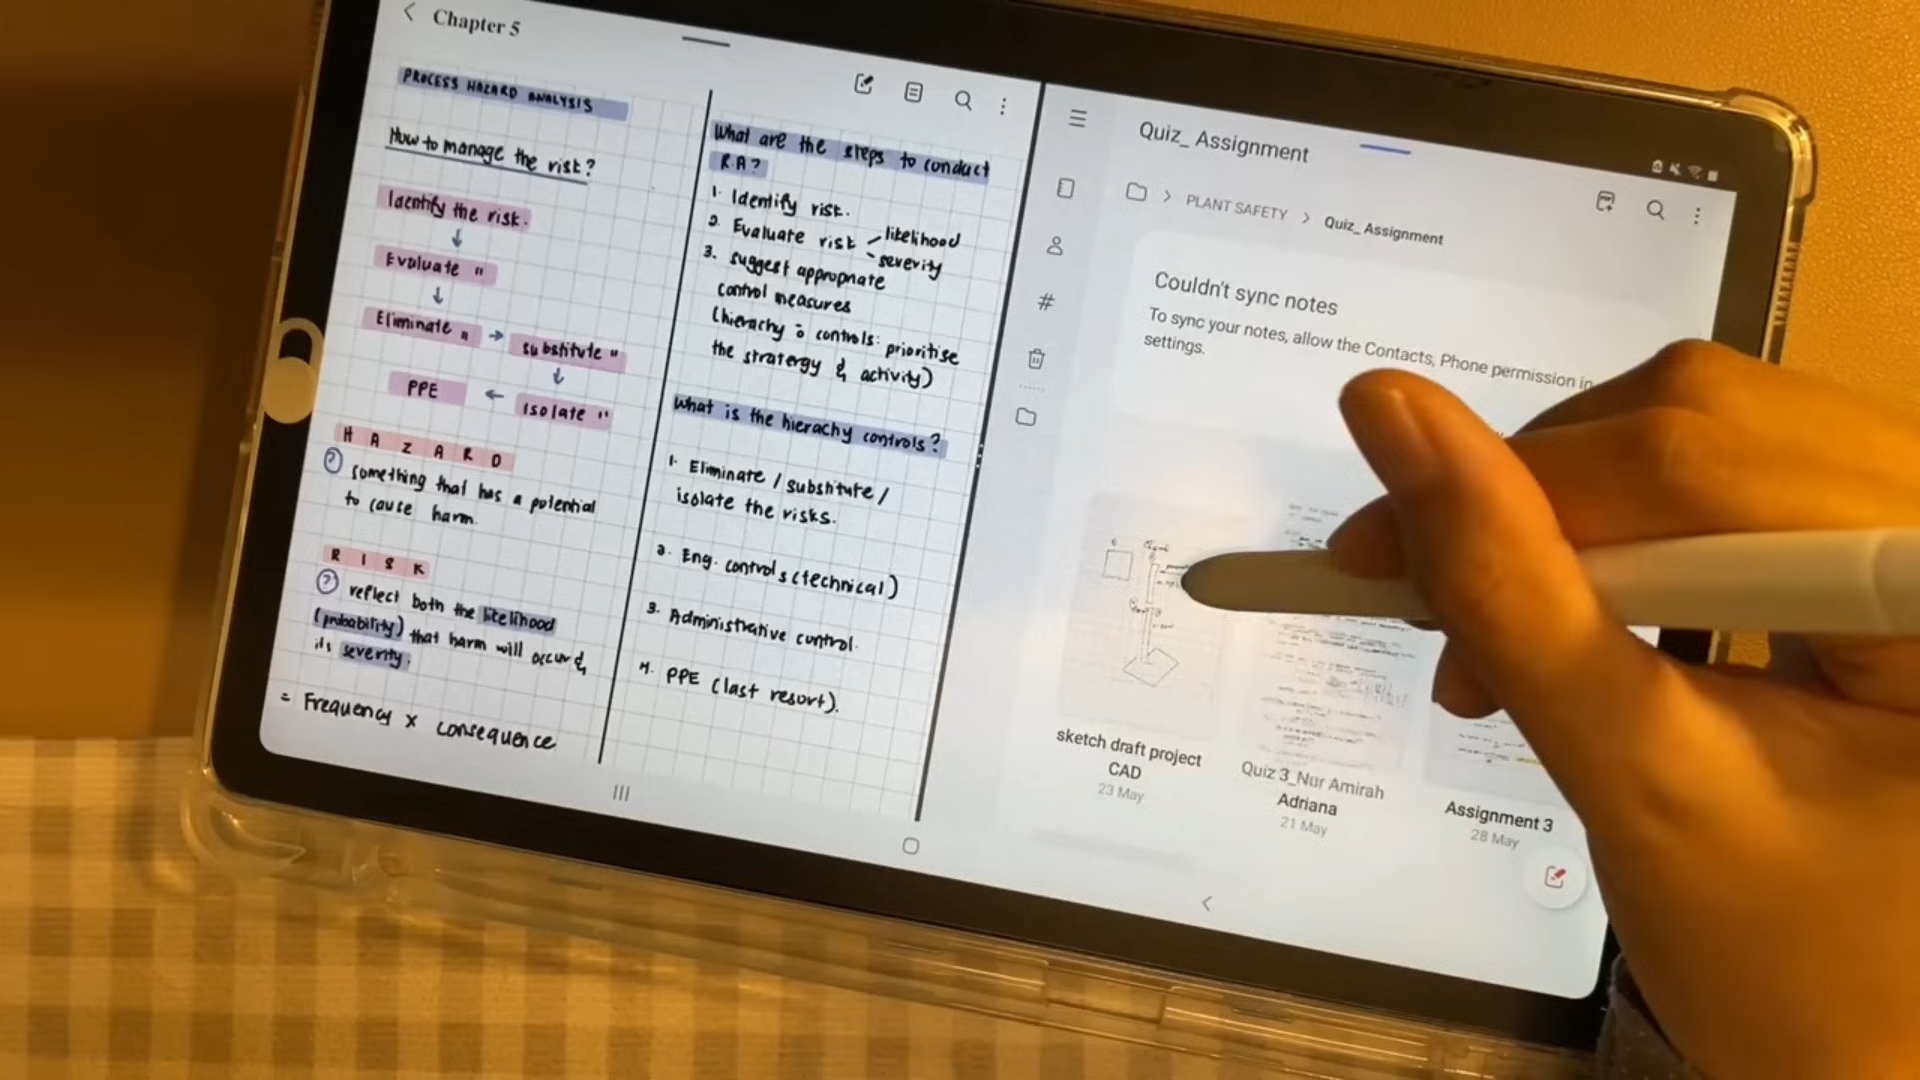 Chapter 5
PROCESS HAZARD ANALYSIS
How to manage the risk?
Identify the risk.
↓
Evaluate "
↓
Eliminate " → substitute "
↓
PPE ← isolate "
HAZARD
? something that has a potential
to cause harm.
RISK
? reflect both the likelihood
(probability) that harm will occur &
its severity.
= Frequency x consequence
What are the steps to conduct
R.A?
1. Identify risk.
2. Evaluate risk - likelihood
- severity
3. suggest appropriate
control measures
(hierachy o controls: prioritise
the stratergy & activity)
What is the hierachy controls?
1. Eliminate / substitute /
isolate the risks.
2. Eng. controls (technical)
3. Administrative control.
4. PPE (last resort).
Quiz_ Assignment
PLANT SAFETY > Quiz_ Assignment
Couldn't sync notes
To sync your notes, allow the Contacts, Phone permission in
settings.
sketch draft project
CAD
23 May
Quiz 3_Nur Amirah
Adriana
21 May
Assignment 3
28 May